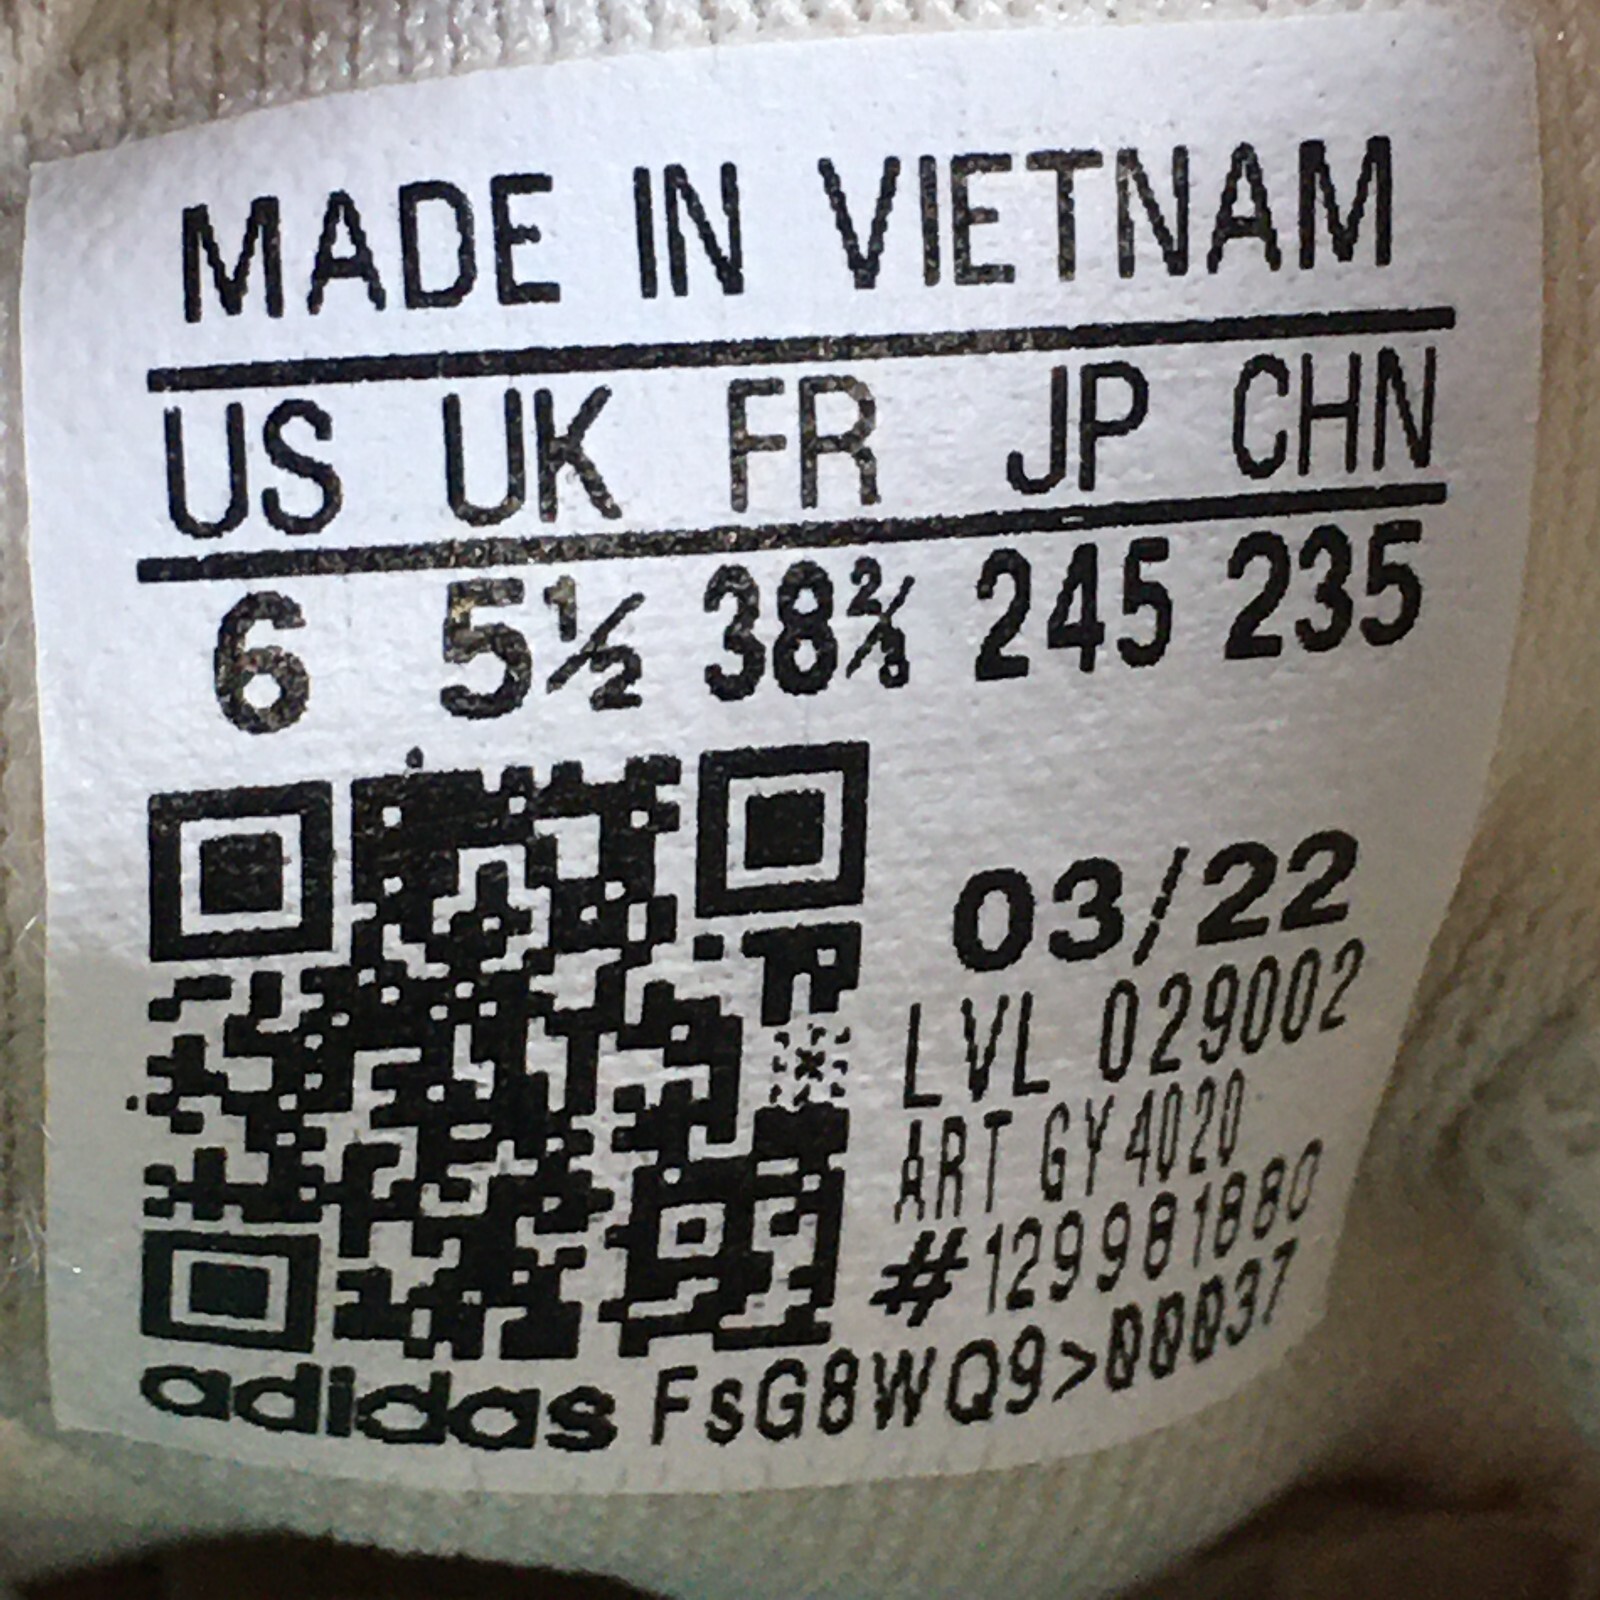 MADE IN VIETNAM
US UK FR JP CHN
6 5½ 38⅔ 245 235
03/22
LVL 029002
ART GY4020
#129981880
adidas FsG8WQ9>00037